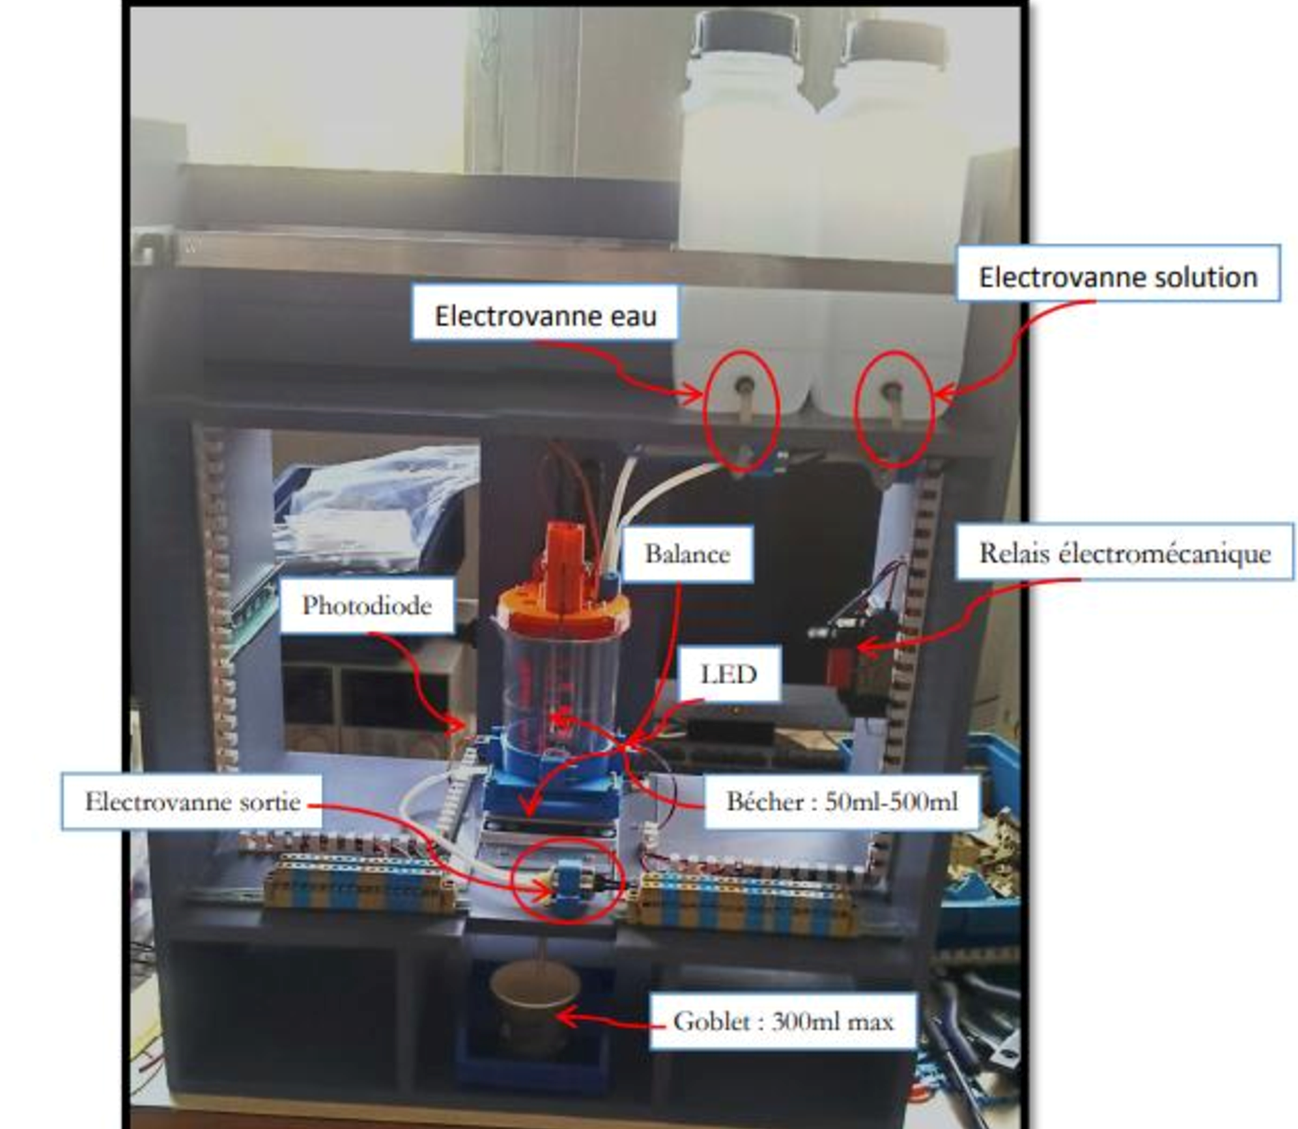 Electrovanne solution
Electrovanne eau
Balance
Relais électromécanique
Photodiode
LED
Electrovanne sortie
Bécher : 50ml-500ml
Goblet : 300ml max